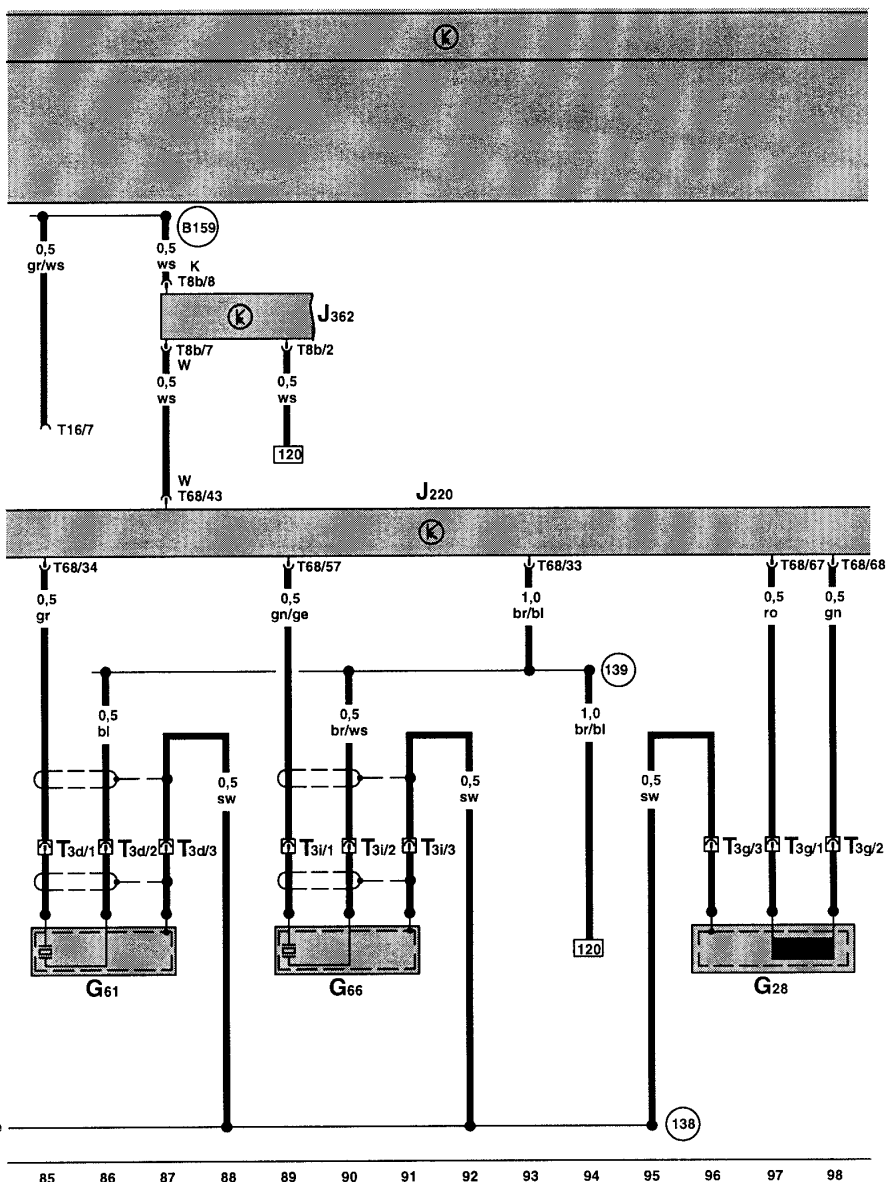 B159
0,5 0,5
gr/ws ws K
T8b/8
J362
T8b/7 T8b/2
W
0,5 0,5
ws ws
T16/7
120
W
T68/43
J220
T68/34 T68/57 T68/33 T68/67 T68/68
0,5 0,5 1,0 0,5 0,5
gr gn/ge br/bl ro gn
139
0,5 0,5 1,0
bl br/ws br/bl
0,5 0,5 0,5
sw sw sw
T3d/1 T3d/2 T3d/3 T3i/1 T3i/2 T3i/3 T3g/3 T3g/1 T3g/2
120
G61 G66 G28
138
85 86 87 88 89 90 91 92 93 94 95 96 97 98